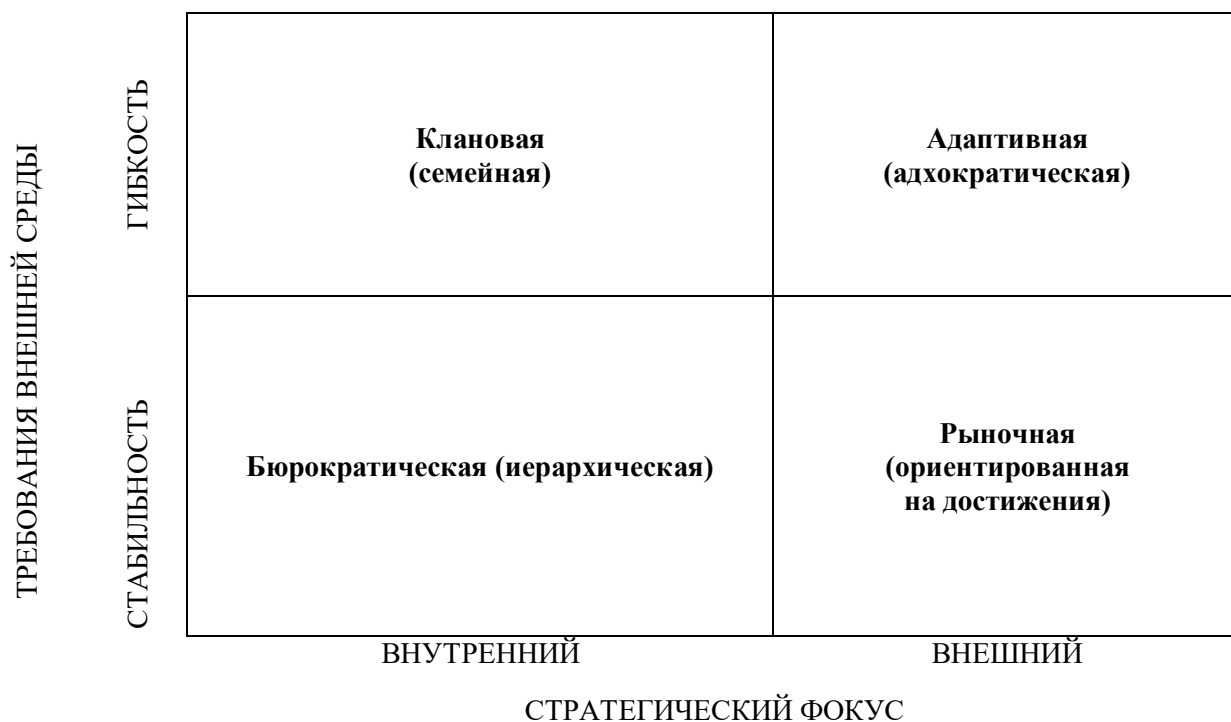 ТРЕБОВАНИЯ ВНЕШНЕЙ СРЕДЫ
ГИБКОСТЬ
Клановая
(семейная)
Адаптивная
(адхократическая)
СТАБИЛЬНОСТЬ
Бюрократическая (иерархическая)
Рыночная
(ориентированная
на достижения)
ВНУТРЕННИЙ
ВНЕШНИЙ
СТРАТЕГИЧЕСКИЙ ФОКУС